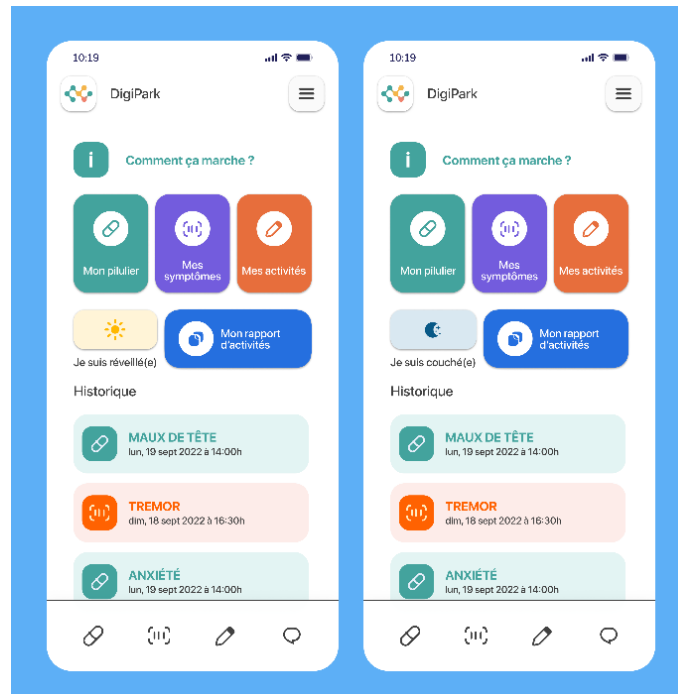 10:19
DigiPark
i
Comment ça marche ?
Mon pilulier
Mes
symptômes
Mes activités
Je suis réveillé(e)
Mon rapport
d'activités
Historique
MAUX DE TÊTE
lun, 19 sept 2022 à 14:00h
TREMOR
dim, 18 sept 2022 à 16:30h
ANXIÉTÉ
lun, 19 sept 2022 à 14:00h
10:19
DigiPark
i
Comment ça marche ?
Mon pilulier
Mes
symptômes
Mes activités
Je suis couché(e)
Mon rapport
d'activités
Historique
MAUX DE TÊTE
lun, 19 sept 2022 à 14:00h
TREMOR
dim, 18 sept 2022 à 16:30h
ANXIÉTÉ
lun, 19 sept 2022 à 14:00h